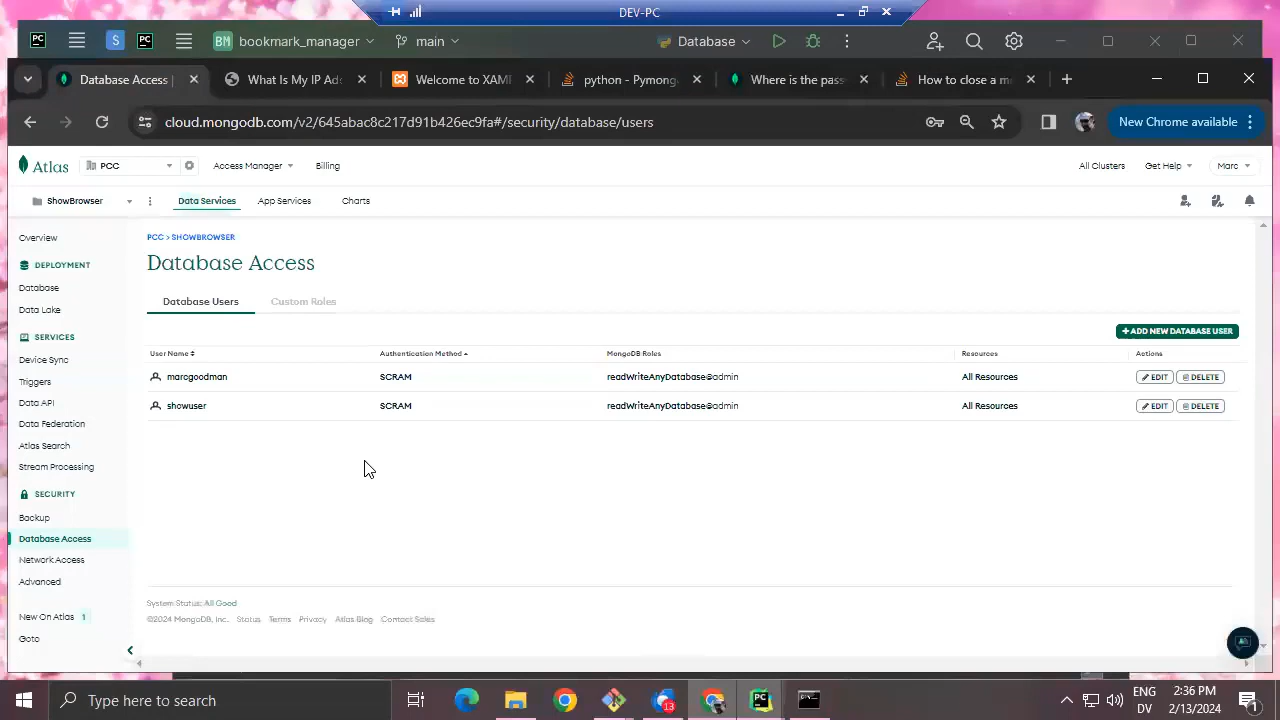 DEV-PC
BM bookmark_manager main Database
Database Access | What Is My IP Ad Welcome to XAMP python - Pymong Where is the pas How to close a m
cloud.mongodb.com/v2/645abac8c217d91b426ec9fa#/security/database/users New Chrome available
Atlas PCC Access Manager Billing All Clusters Get Help Marc
ShowBrowser Data Services App Services Charts
Overview
DEPLOYMENT
Database
Data Lake
SERVICES
Device Sync
Triggers
Data API
Data Federation
Atlas Search
Stream Processing
SECURITY
Backup
Database Access
Network Access
Advanced
New On Atlas 1
Goto
PCC > SHOWBROWSER
Database Access
Database Users Custom Roles
+ ADD NEW DATABASE USER
User Name Authentication Method MongoDB Roles Resources Actions
marcgoodman SCRAM readWriteAnyDatabase@admin All Resources EDIT DELETE
showuser SCRAM readWriteAnyDatabase@admin All Resources EDIT DELETE
System Status: All Good
©2024 MongoDB, Inc. Status Terms Privacy Atlas Blog Contact Sales
Type here to search
13
ENG
DV
2:36 PM
2/13/2024
1